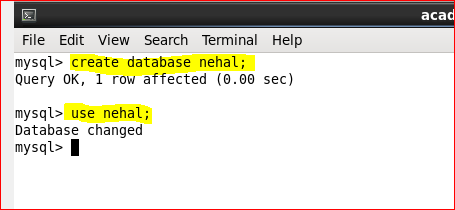 acad
File Edit View Search Terminal Help
mysql> create database nehal;
Query OK, 1 row affected (0.00 sec)
mysql> use nehal;
Database changed
mysql>